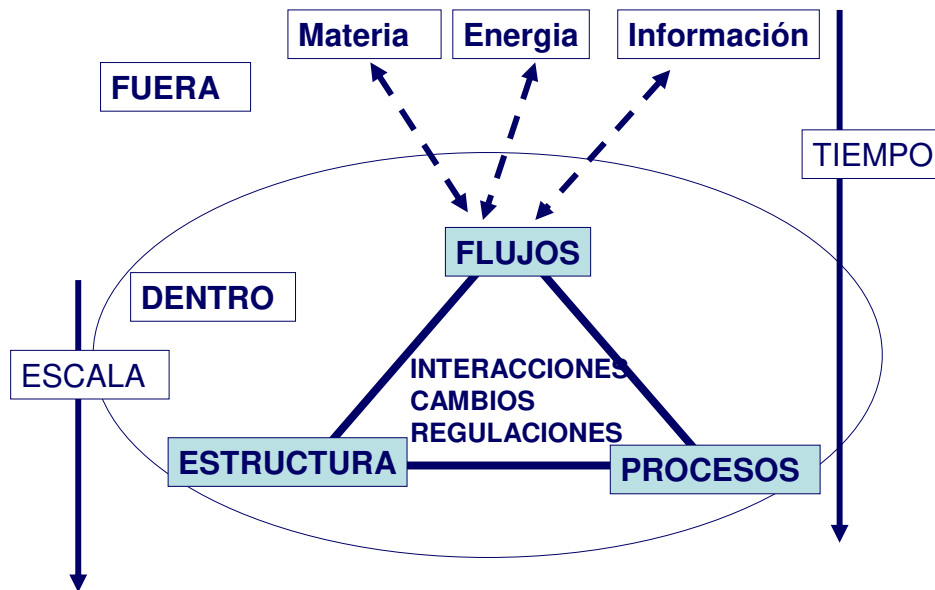 Materia
Energia
Información
FUERA
TIEMPO
FLUJOS
DENTRO
ESCALA
INTERACCIONES
CAMBIOS
REGULACIONES
ESTRUCTURA
PROCESOS